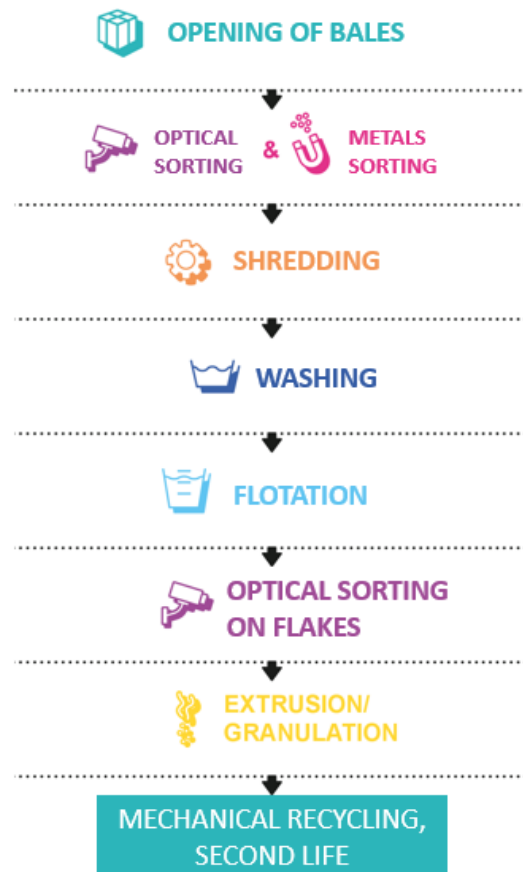 OPENING OF BALES
OPTICAL SORTING & METALS SORTING
SHREDDING
WASHING
FLOTATION
OPTICAL SORTING
ON FLAKES
EXTRUSION/
GRANULATION
MECHANICAL RECYCLING,
SECOND LIFE